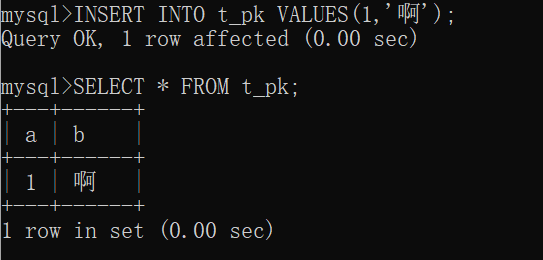 mysql>INSERT INTO t_pk VALUES(1,'啊');
Query OK, 1 row affected (0.00 sec)
mysql>SELECT * FROM t_pk;
+---+------+
| a | b    |
+---+------+
| 1 | 啊   |
+---+------+
1 row in set (0.00 sec)